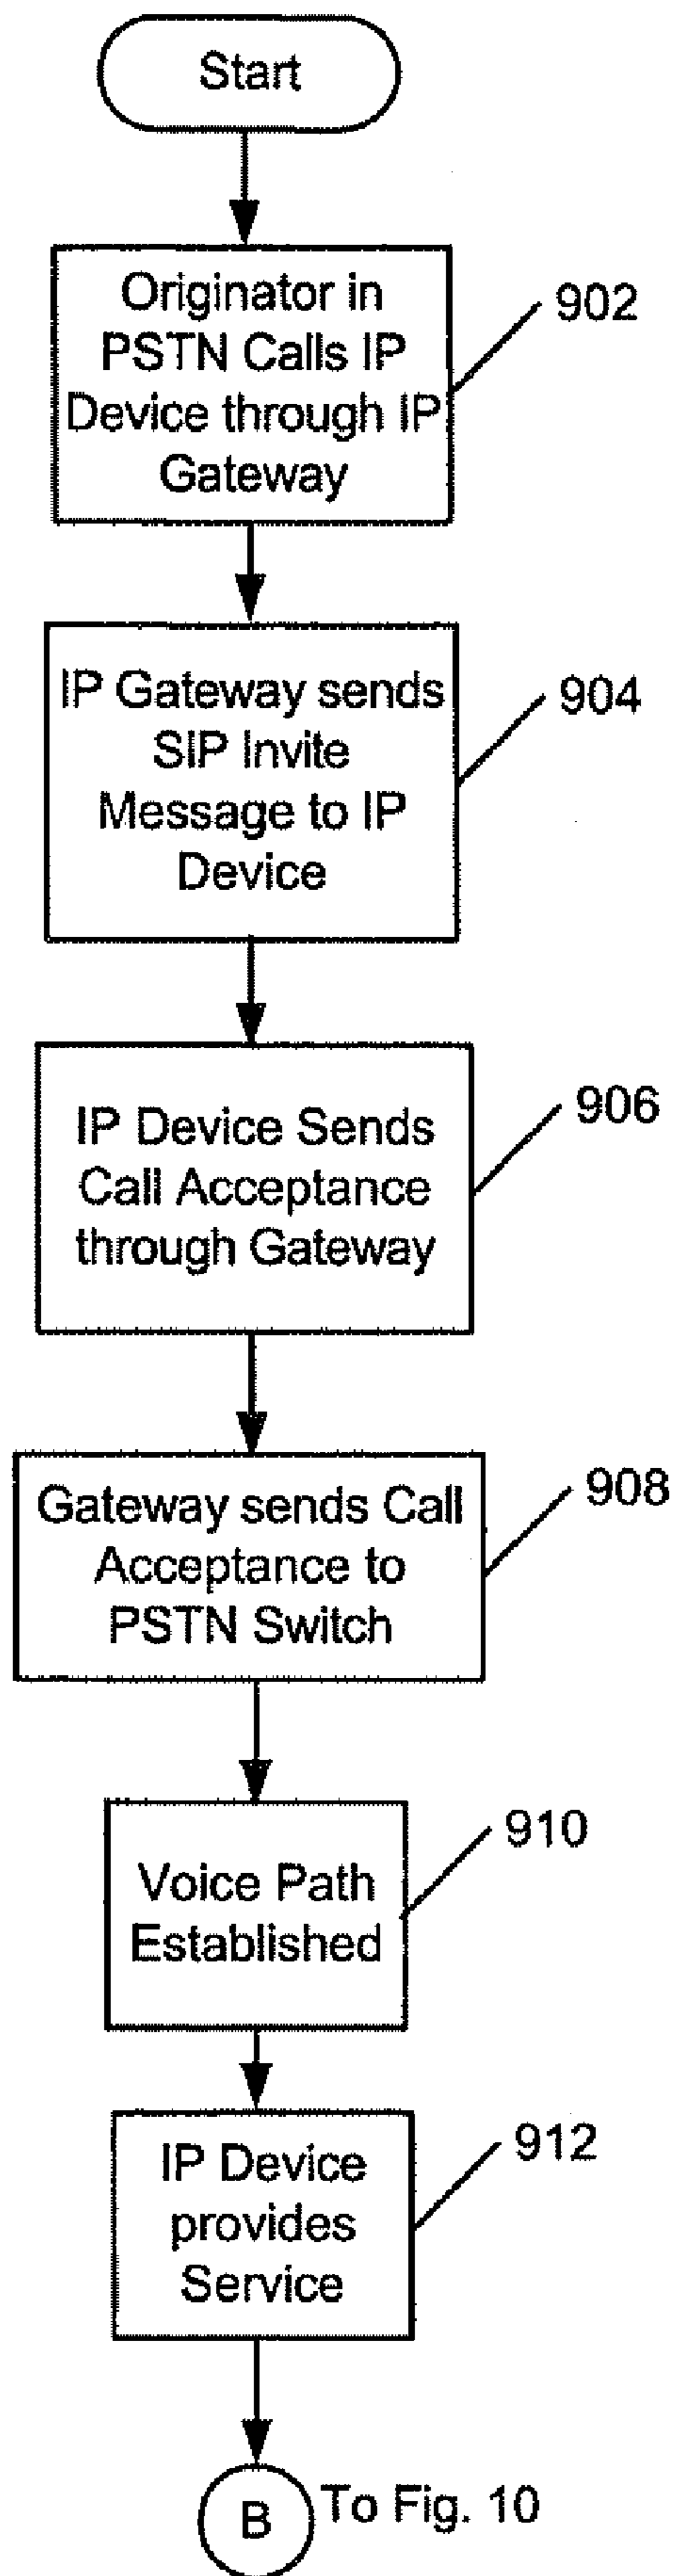 Start
Originator in
PSTN Calls IP
Device through IP
Gateway
902
IP Gateway sends
SIP Invite
Message to IP
Device
904
IP Device Sends
Call Acceptance
through Gateway
906
Gateway sends Call
Acceptance to
PSTN Switch
908
Voice Path
Established
910
IP Device
provides
Service
912
B
To Fig. 10